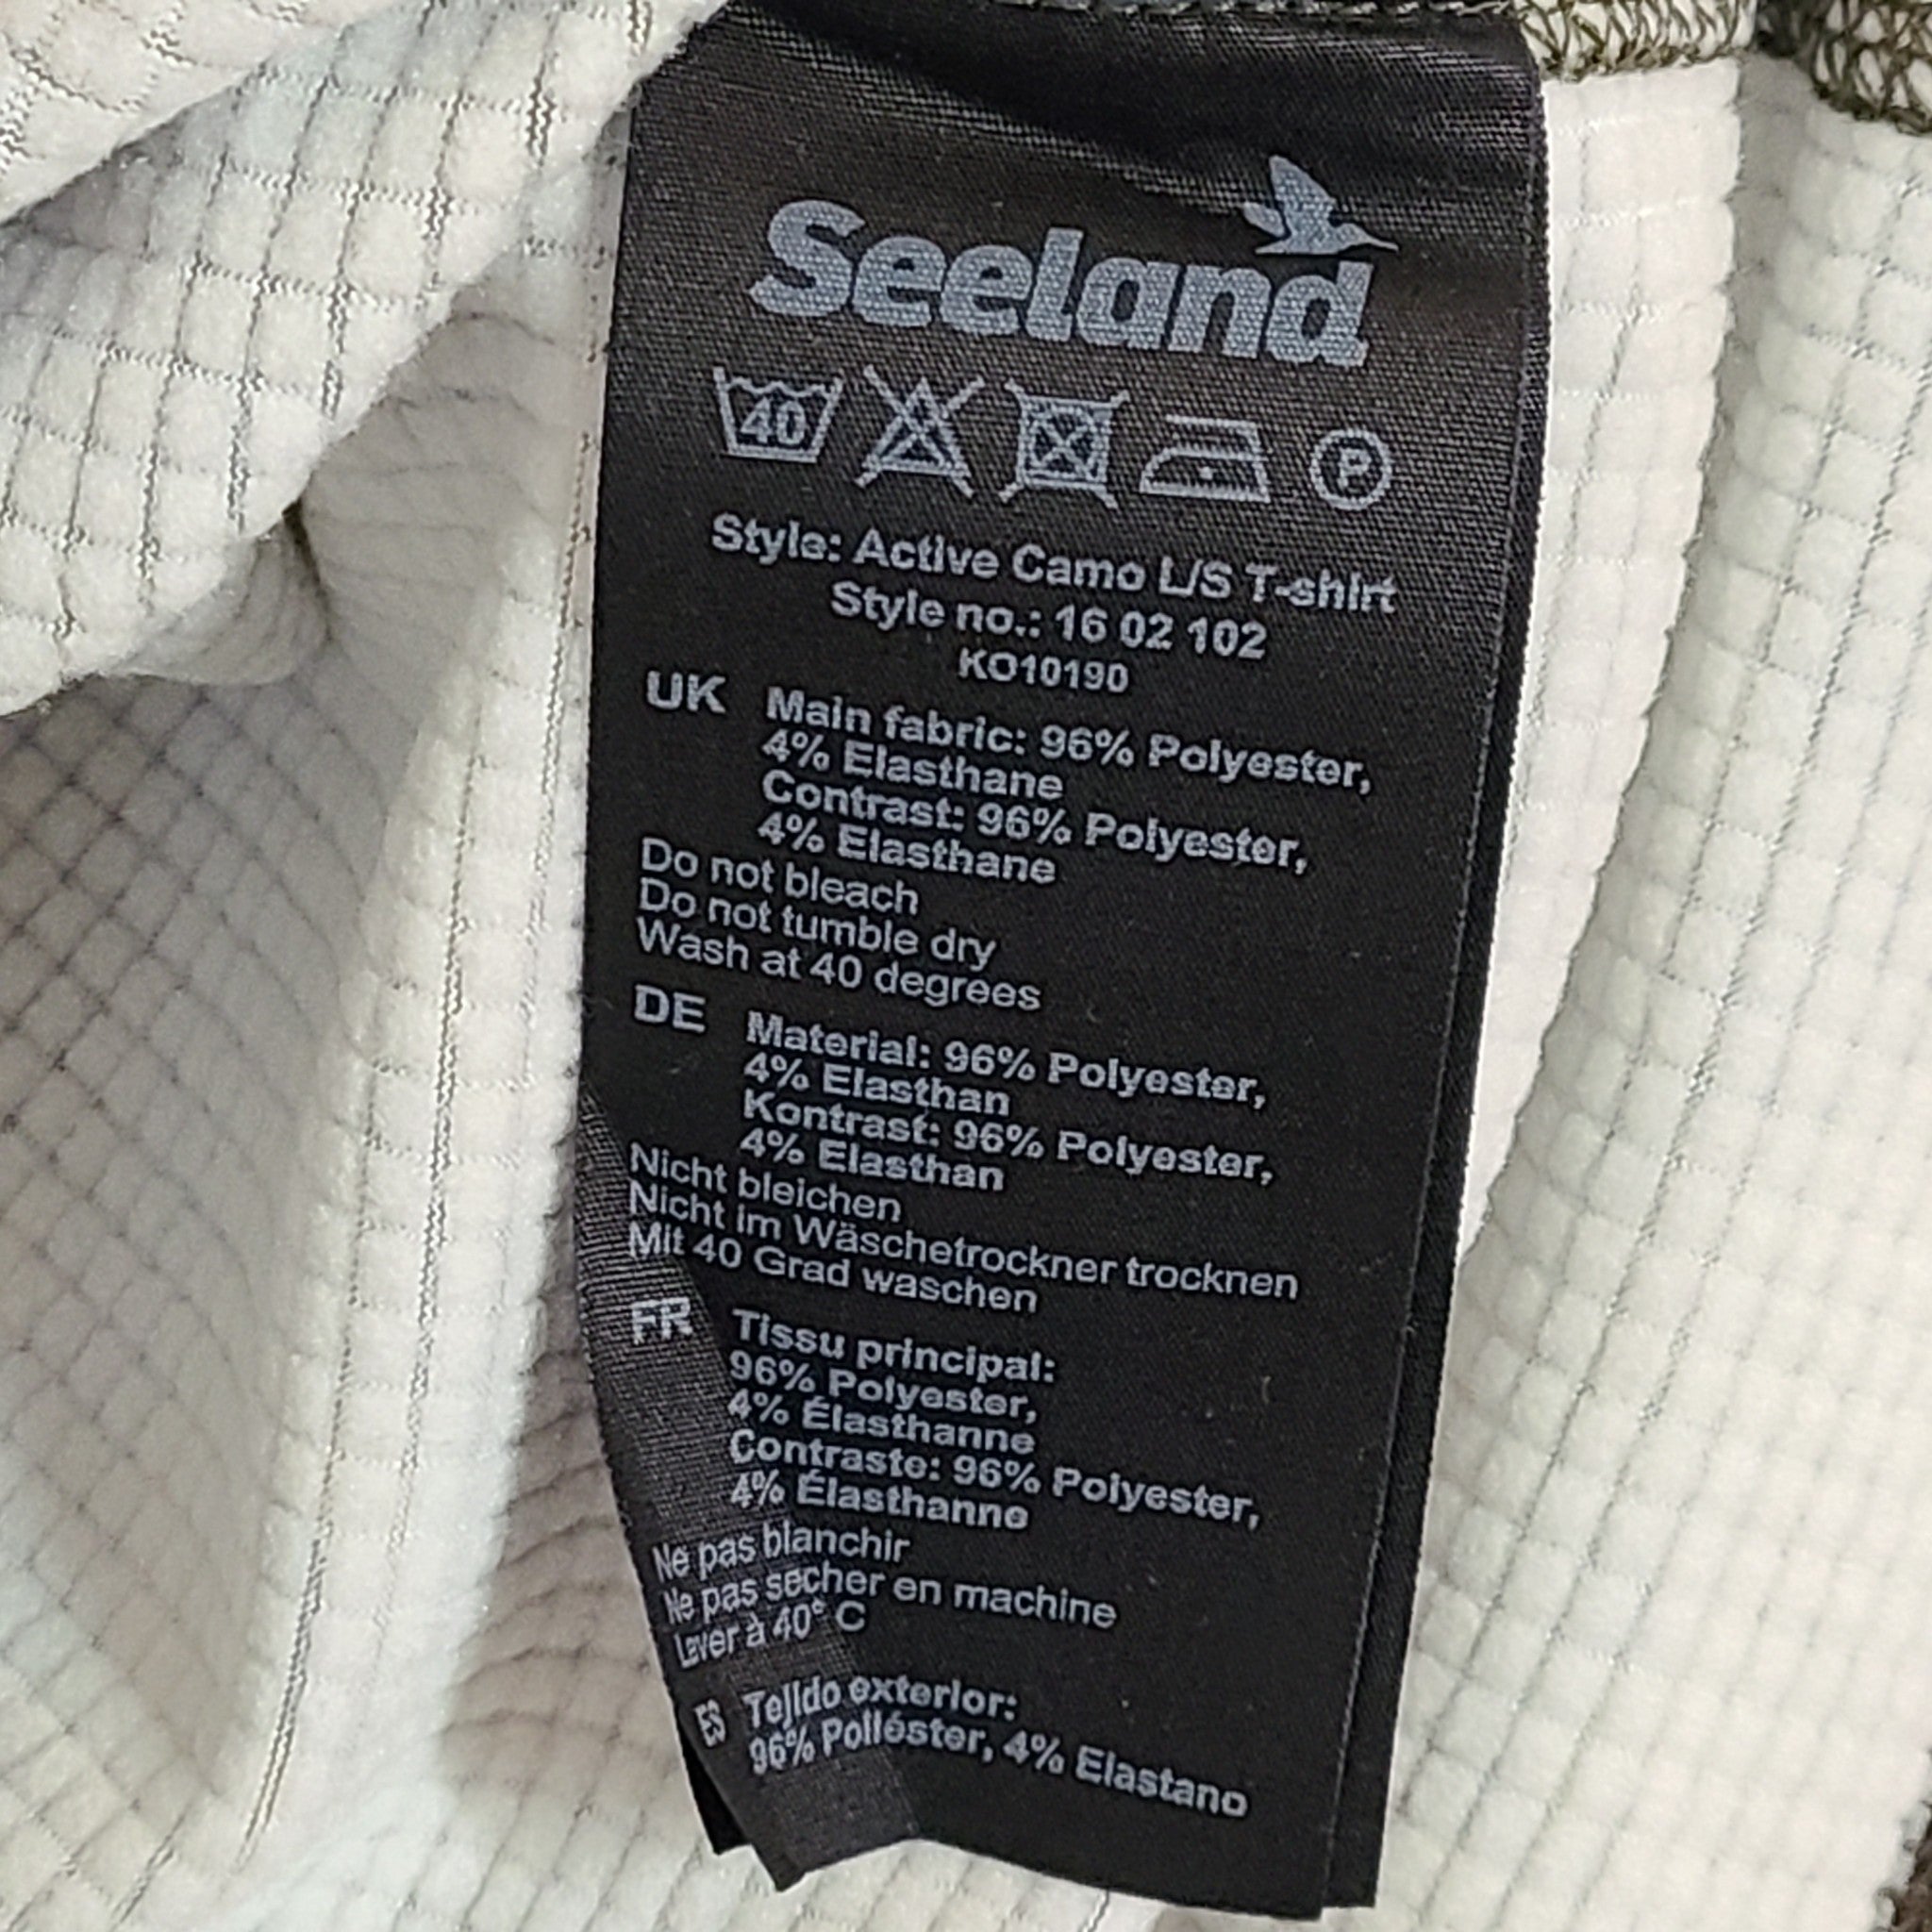 Seeland
40 P
Style: Active Camo L/S T-shirt
Style no.: 16 02 102
KO10190
UK Main fabric: 96% Polyester,
4% Elasthane
Contrast: 96% Polyester,
4% Elasthane
Do not bleach
Do not tumble dry
Wash at 40 degrees
DE Material: 96% Polyester,
4% Elasthan
Kontrast: 96% Polyester,
4% Elasthan
Nicht bleichen
Nicht im Wäschetrockner trocknen
Mit 40 Grad waschen
FR Tissu principal:
96% Polyester,
4% Élasthanne
Contraste: 96% Polyester,
4% Élasthanne
Ne pas blanchir
Ne pas sècher en machine
Laver à 40° C
ES Tejido exterior:
96% Poliéster, 4% Elastano